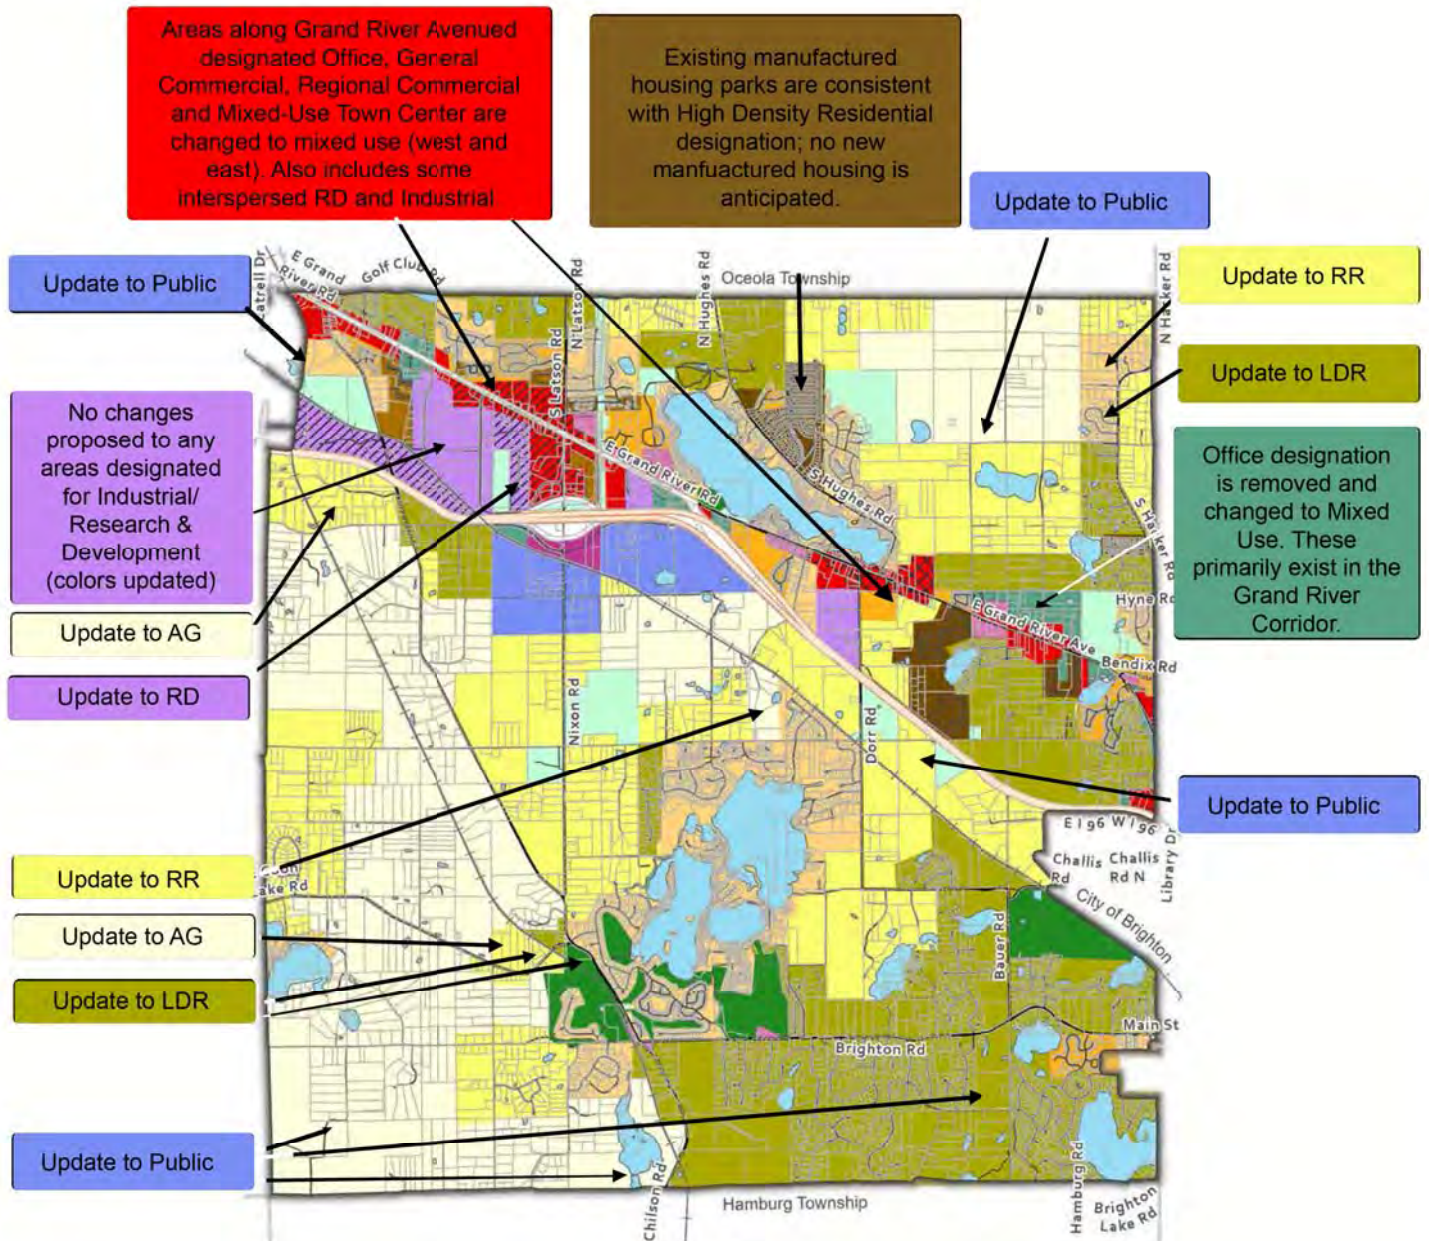 Areas along Grand River Avenued
designated Office, General
Commercial, Regional Commercial
and Mixed-Use Town Center are
changed to mixed use (west and
east). Also includes some
interspersed RD and Industrial
Existing manufactured
housing parks are consistent
with High Density Residential
designation; no new
manfuactured housing is
anticipated.
Update to Public
Update to Public
Update to RR
Update to LDR
No changes
proposed to any
areas designated
for Industrial/
Research &
Development
(colors updated)
Office designation
is removed and
changed to Mixed
Use. These
primarily exist in the
Grand River
Corridor.
Update to AG
Update to RD
Update to Public
Update to RR
Update to AG
Update to LDR
Update to Public
E Grand
River Rd
Golf Club Rd
N Latson Rd
S Latson Rd
N Hughes Rd
Oceola Township
N Hacker Rd
S Hacker Rd
E Grand River Rd
S Hughes Rd
Hyne Rd
E Grand River Ave
Bendix Rd
Nixon Rd
Dorr Rd
E I 96 W I 96
Challis
Rd
Challis
Rd N
Library Dr
City of Brighton
Bauer Rd
Main St
Brighton Rd
Chilson Rd
Hamburg Township
Hamburg Rd
Brighton
Lake Rd